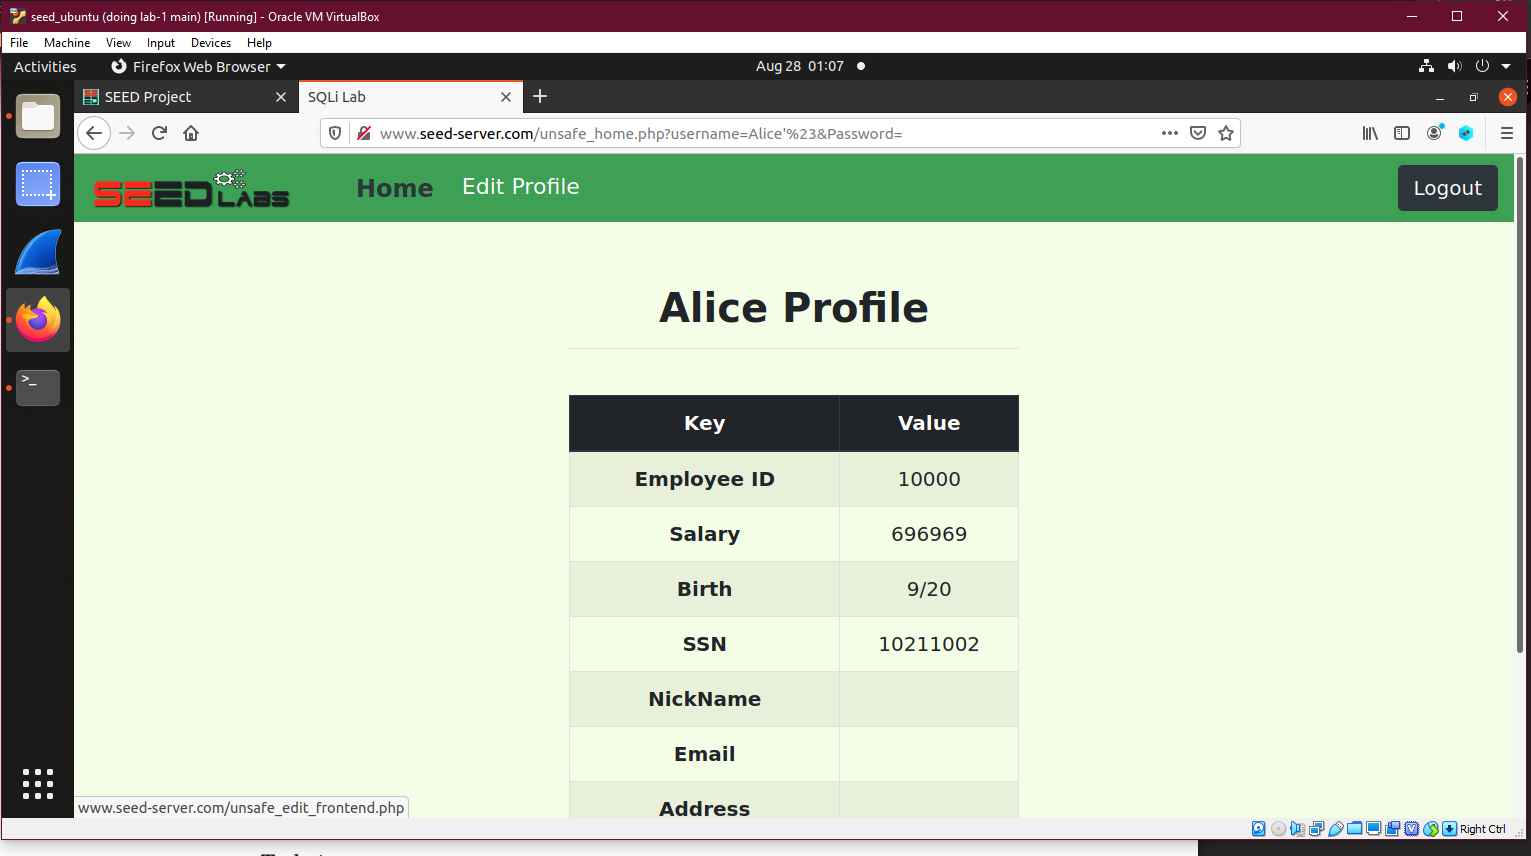 seed_ubuntu (doing lab-1 main) [Running] - Oracle VM VirtualBox
File Machine View Input Devices Help
Activities Firefox Web Browser Aug 28 01:07
SEED Project SQLi Lab
www.seed-server.com/unsafe_home.php?username=Alice'%23&Password=
SEED LABS Home Edit Profile Logout
Alice Profile
Key Value
Employee ID 10000
Salary 696969
Birth 9/20
SSN 10211002
NickName
Email
Address
www.seed-server.com/unsafe_edit_frontend.php
Right Ctrl